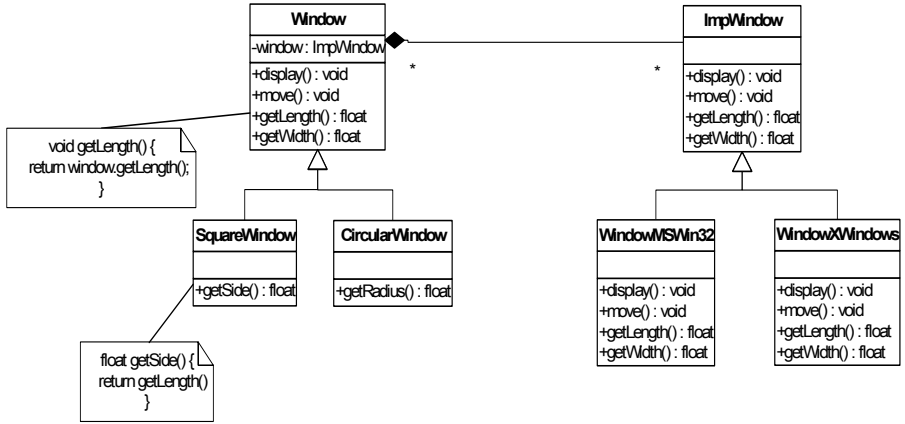 Window
-window : ImpWindow
+display() : void
+move() : void
+getLength() : float
+getWidth() : float
*
*
ImpWindow
+display() : void
+move() : void
+getLength() : float
+getWidth() : float
void getLength() {
return window.getLength();
}
SquareWindow
+getSide() : float
CircularWindow
+getRadius() : float
WindowMSWin32
+display() : void
+move() : void
+getLength() : float
+getWidth() : float
WindowXWindows
+display() : void
+move() : void
+getLength() : float
+getWidth() : float
float getSide() {
return getLength()
}